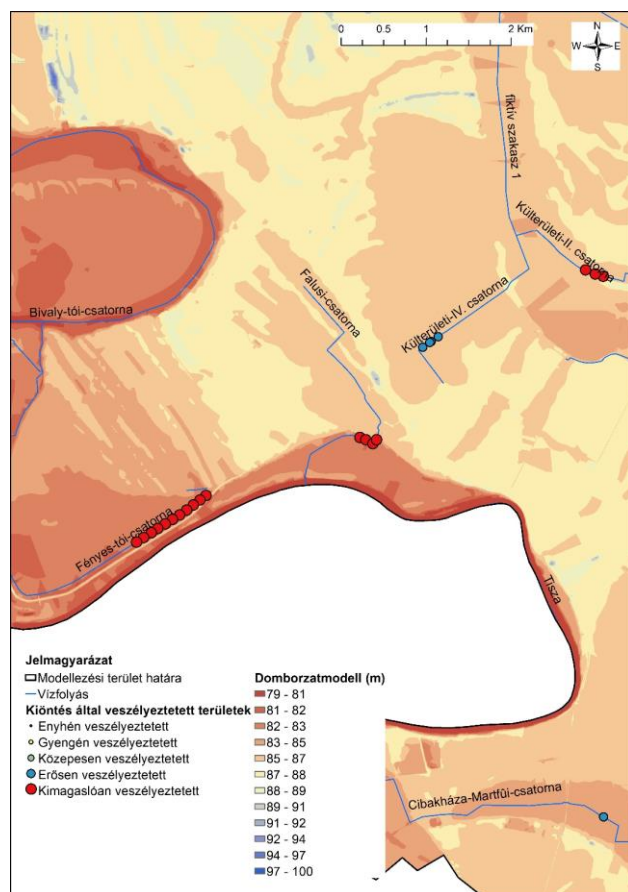 0 0.5 1 2 Km
N
W E
S
fiktív szakasz 1
Külterületi-II. csatorna
Falusi-csatorna
Külterületi-IV. csatorna
Bivaly-tói-csatorna
Fényes-tói-csatorna
Tisza
Cibakháza-Martfűi-csatorna
Jelmagyarázat
Modellezési terület határa
Vízfolyás
Kiöntés által veszélyeztetett területek
Enyhén veszélyeztetett
Gyengén veszélyeztetett
Közepesen veszélyeztetett
Erősen veszélyeztetett
Kimagaslóan veszélyeztetett
Domborzatmodell (m)
79 - 81
81 - 82
82 - 83
83 - 85
85 - 87
87 - 88
88 - 89
89 - 91
91 - 92
92 - 94
94 - 97
97 - 100